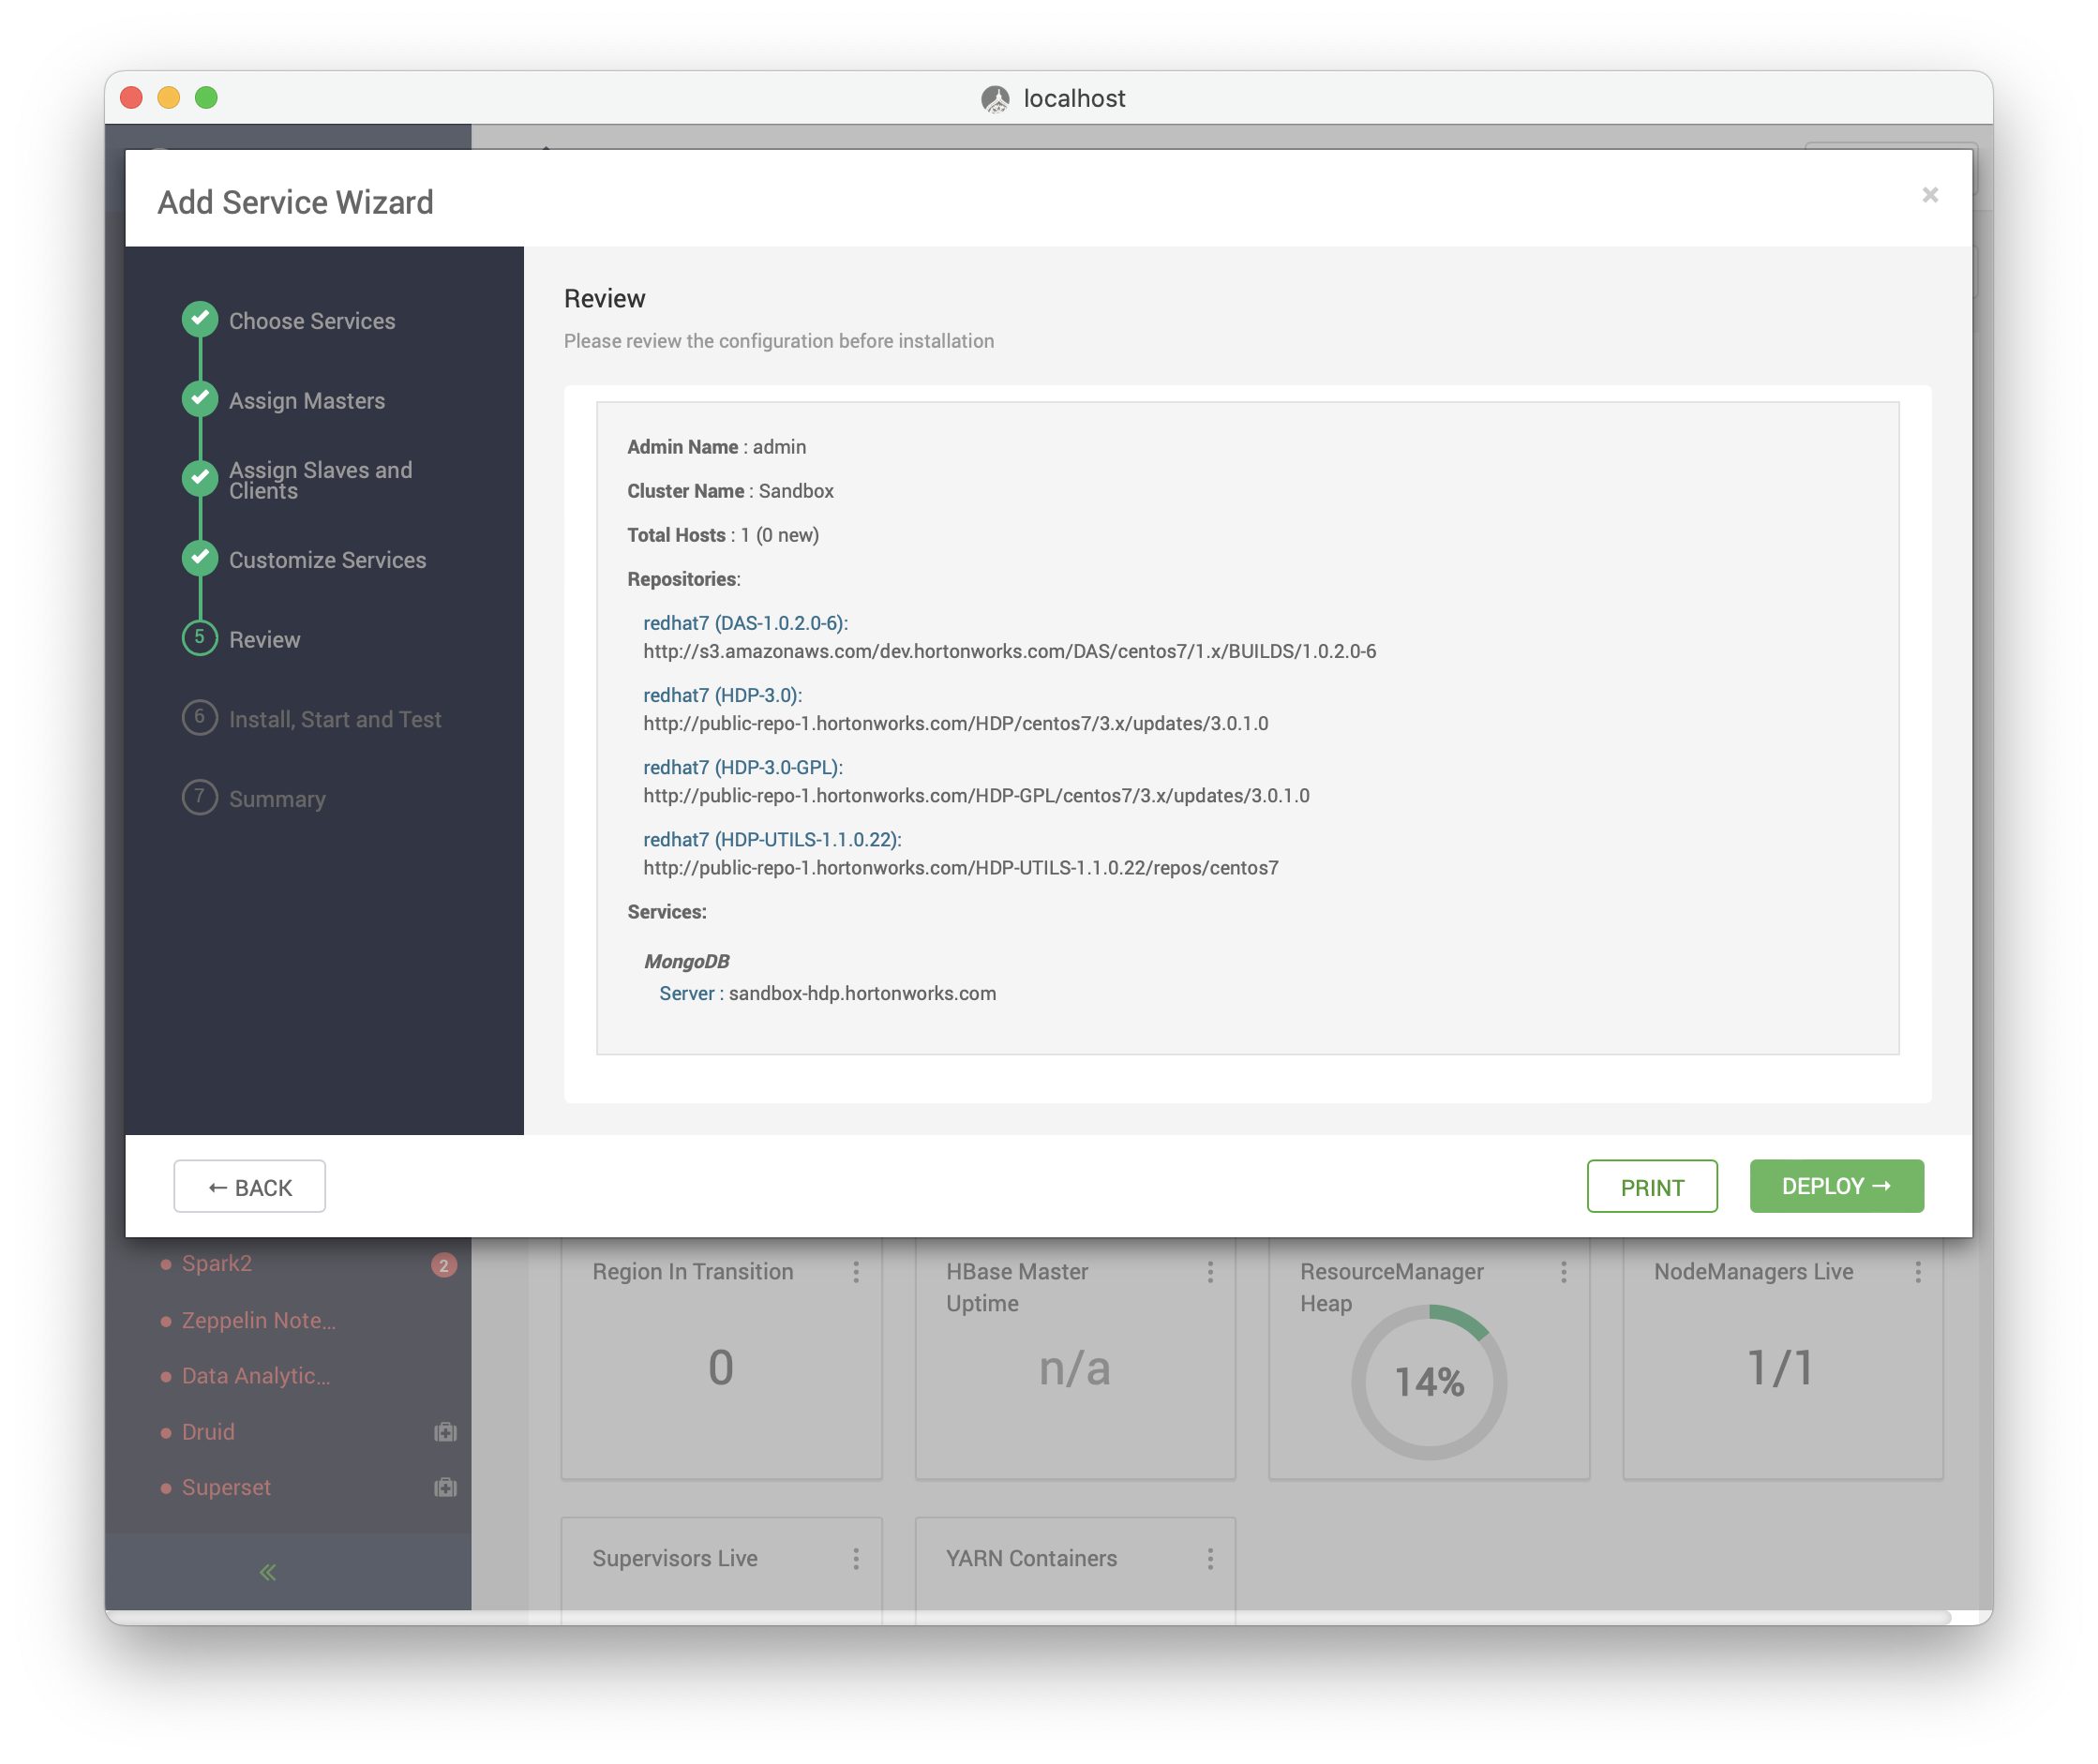 localhost
Add Service Wizard
×
Choose Services
Assign Masters
Assign Slaves and
Clients
Customize Services
5 Review
6 Install, Start and Test
7 Summary
Review
Please review the configuration before installation
Admin Name : admin
Cluster Name : Sandbox
Total Hosts : 1 (0 new)
Repositories:
redhat7 (DAS-1.0.2.0-6):
http://s3.amazonaws.com/dev.hortonworks.com/DAS/centos7/1.x/BUILDS/1.0.2.0-6
redhat7 (HDP-3.0):
http://public-repo-1.hortonworks.com/HDP/centos7/3.x/updates/3.0.1.0
redhat7 (HDP-3.0-GPL):
http://public-repo-1.hortonworks.com/HDP-GPL/centos7/3.x/updates/3.0.1.0
redhat7 (HDP-UTILS-1.1.0.22):
http://public-repo-1.hortonworks.com/HDP-UTILS-1.1.0.22/repos/centos7
Services:
MongoDB
Server : sandbox-hdp.hortonworks.com
← BACK
PRINT
DEPLOY →
Spark2 2
Zeppelin Note...
Data Analytic...
Druid
Superset
«
Region In Transition
0
HBase Master
Uptime
n/a
ResourceManager
Heap
14%
NodeManagers Live
1/1
Supervisors Live
YARN Containers